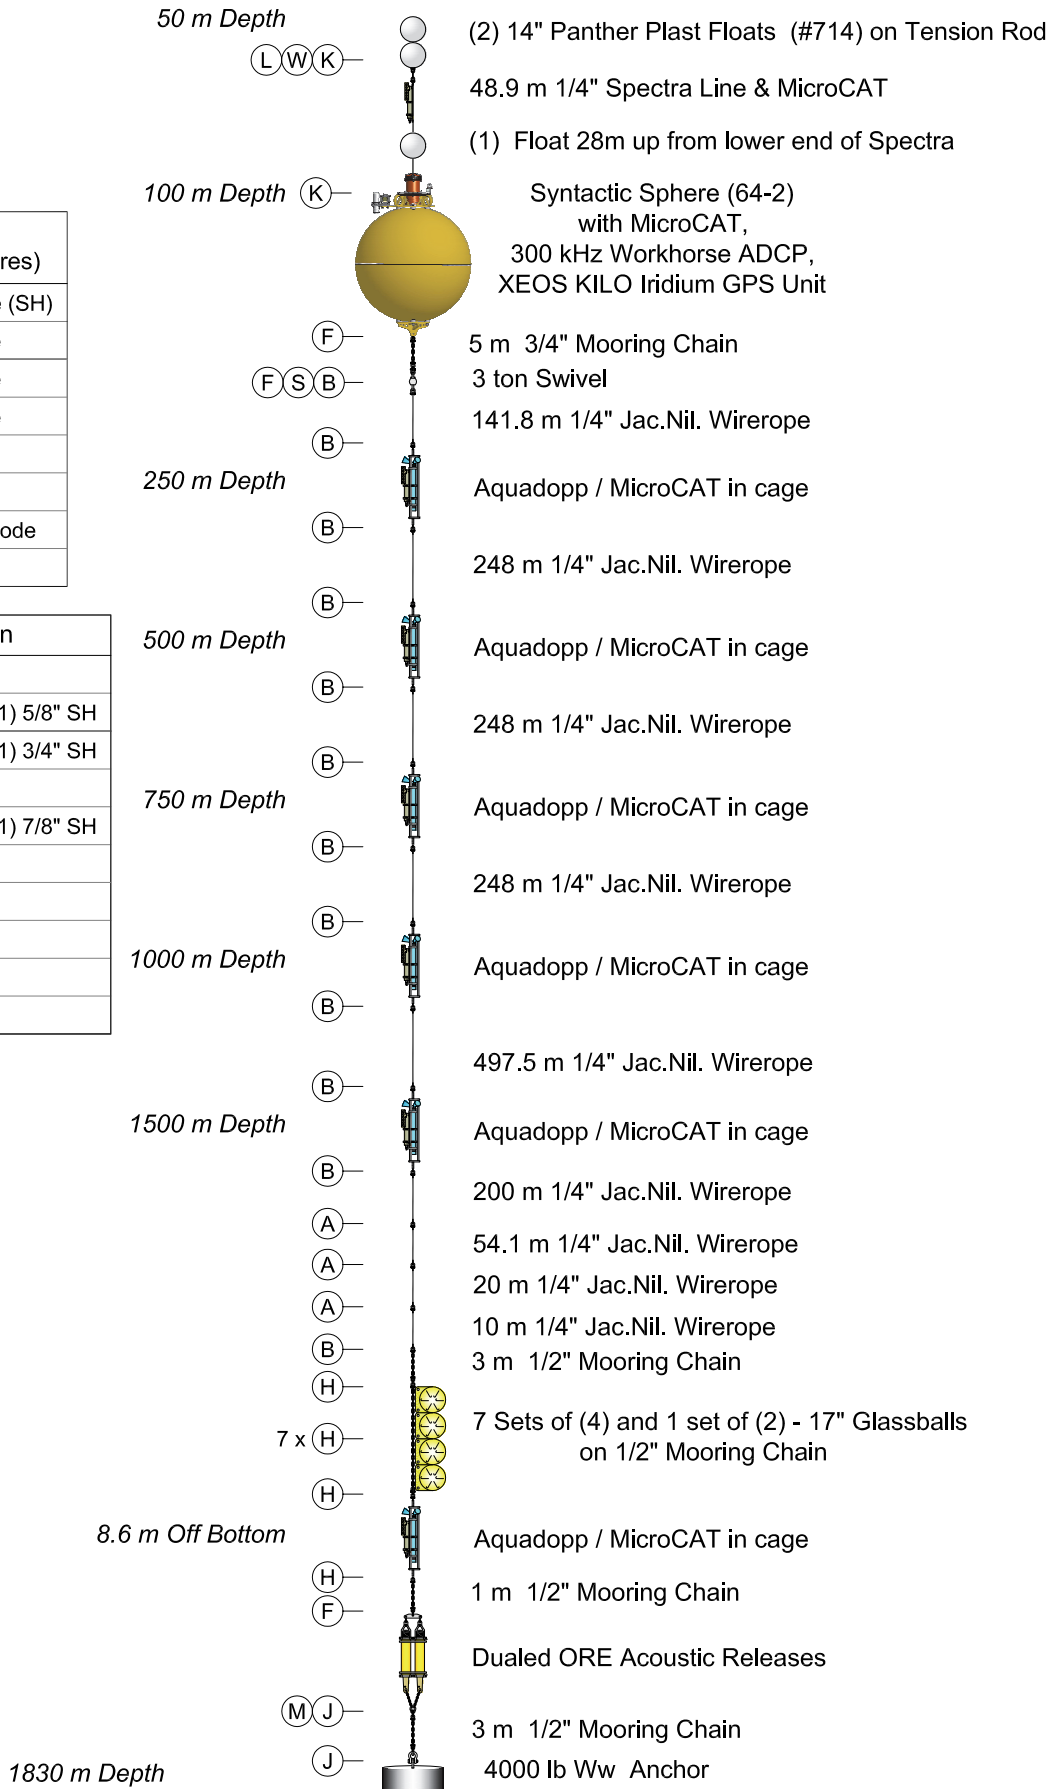 50 m Depth
(2) 14" Panther Plast Floats (#714) on Tension Rod
L W K
48.9 m 1/4" Spectra Line & MicroCAT
(1) Float 28m up from lower end of Spectra
100 m Depth K
Syntactic Sphere (64-2)
with MicroCAT,
300 kHz Workhorse ADCP,
XEOS KILO Iridium GPS Unit
res)
(SH)
ode
F
5 m 3/4" Mooring Chain
F S B
3 ton Swivel
141.8 m 1/4" Jac.Nil. Wirerope
B
250 m Depth
Aquadopp / MicroCAT in cage
B
248 m 1/4" Jac.Nil. Wirerope
B
n
1) 5/8" SH
1) 3/4" SH
1) 7/8" SH
500 m Depth
Aquadopp / MicroCAT in cage
B
248 m 1/4" Jac.Nil. Wirerope
B
750 m Depth
Aquadopp / MicroCAT in cage
B
248 m 1/4" Jac.Nil. Wirerope
B
1000 m Depth
Aquadopp / MicroCAT in cage
B
497.5 m 1/4" Jac.Nil. Wirerope
B
1500 m Depth
Aquadopp / MicroCAT in cage
B
200 m 1/4" Jac.Nil. Wirerope
A
54.1 m 1/4" Jac.Nil. Wirerope
A
20 m 1/4" Jac.Nil. Wirerope
A
10 m 1/4" Jac.Nil. Wirerope
B
3 m 1/2" Mooring Chain
H
7 Sets of (4) and 1 set of (2) - 17" Glassballs
on 1/2" Mooring Chain
7 x H
H
8.6 m Off Bottom
Aquadopp / MicroCAT in cage
H
1 m 1/2" Mooring Chain
F
Dualed ORE Acoustic Releases
M J
3 m 1/2" Mooring Chain
J
4000 lb Ww Anchor
1830 m Depth